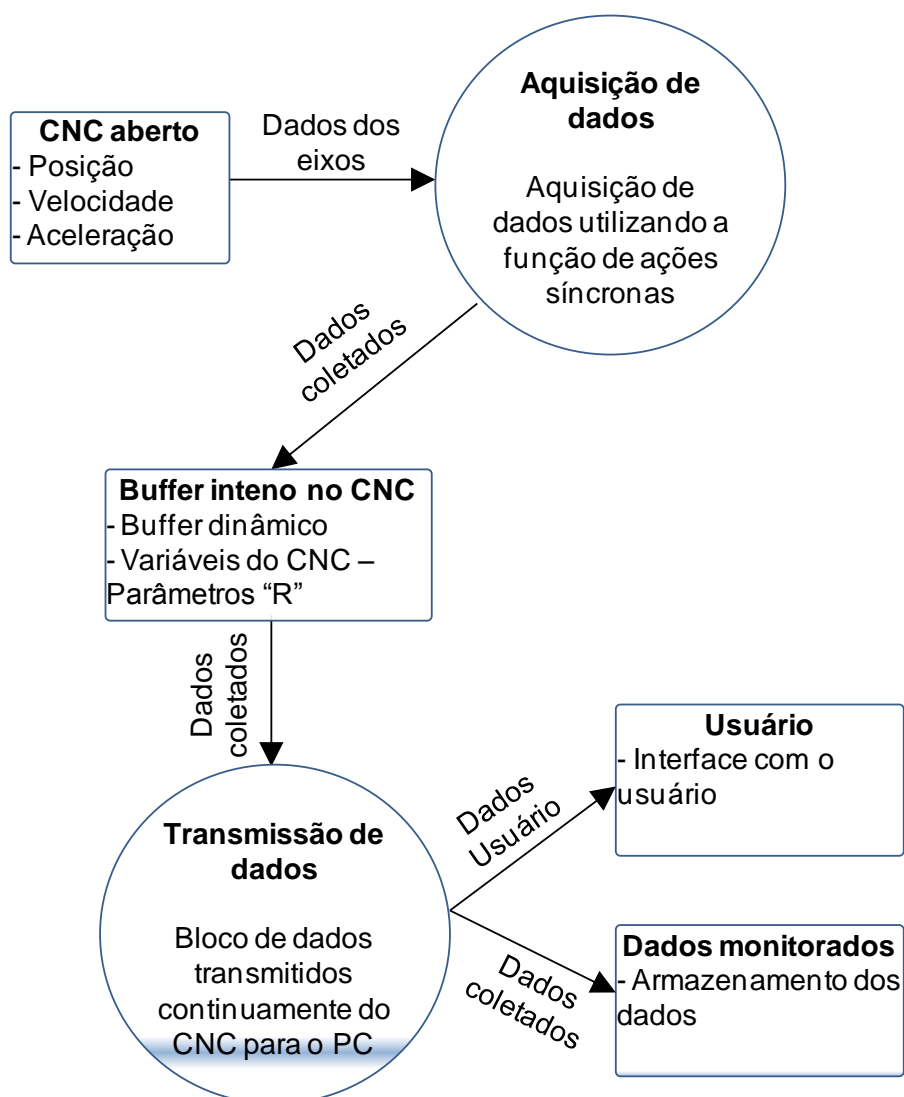 CNC aberto
- Posição
- Velocidade
- Aceleração
Dados dos
eixos
Aquisição de
dados
Aquisição de
dados utilizando a
função de ações
síncronas
Dados
coletados
Buffer inteno no CNC
- Buffer dinâmico
- Variáveis do CNC –
Parâmetros “R”
Dados
coletados
Transmissão de
dados
Bloco de dados
transmitidos
continuamente do
CNC para o PC
Dados
Usuário
Usuário
- Interface com o
usuário
Dados
coletados
Dados monitorados
- Armazenamento dos
dados